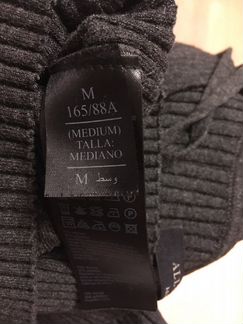 M
165/88A
(MEDIUM)
TALLA:
MEDIANO
M وسط